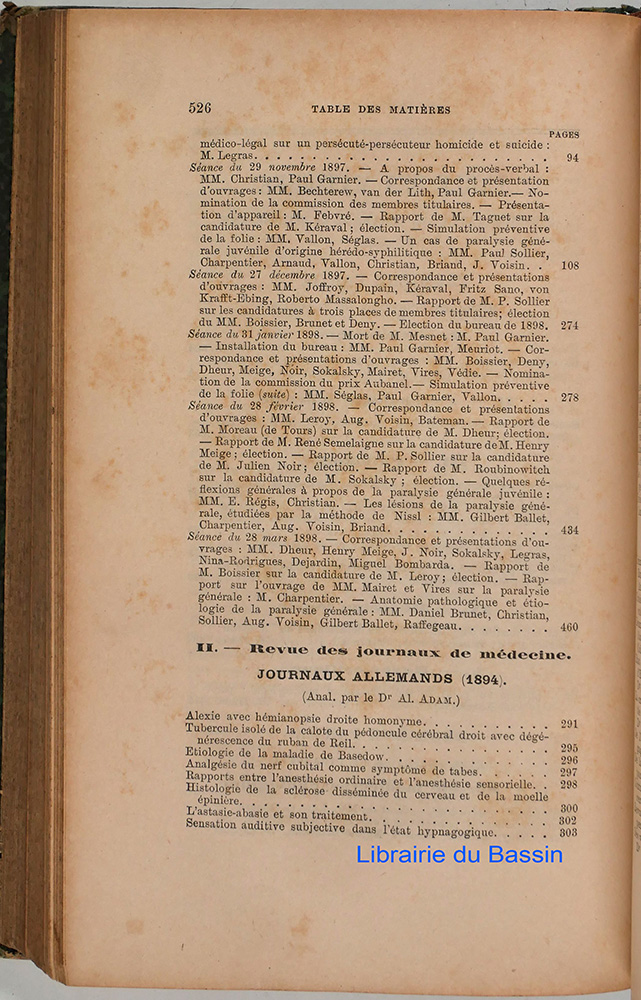 526 TABLE DES MATIÈRES
PAGES
médico-légal sur un persécuté-persécuteur homicide et suicide :
M. Legras. . . . . . . . . . . . . . . . . . . . . . 94
Séance du 29 novembre 1897. — A propos du procès-verbal :
MM. Christian, Paul Garnier. — Correspondance et présentation
d'ouvrages : MM. Bechterew, van der Lith, Paul Garnier.— No-
mination de la commission des membres titulaires. — Présenta-
tion d'appareil : M. Febvré. — Rapport de M. Taguet sur la
candidature de M. Kéraval ; élection. — Simulation préventive
de la folie : MM. Vallon, Séglas. — Un cas de paralysie géné-
rale juvénile d'origine hérédo-syphilitique : MM. Paul Sollier,
Charpentier, Arnaud, Vallon, Christian, Briand, J. Voisin. . 108
Séance du 27 décembre 1897. — Correspondance et présentations
d'ouvrages : MM. Joffroy, Dupain, Kéraval, Fritz Sano, von
Krafft-Ebing, Roberto Massalongho. — Rapport de M. P. Sollier
sur les candidatures à trois places de membres titulaires; élection
du MM. Boissier, Brunet et Deny. — Election du bureau de 1898. 274
Séance du 31 janvier 1898. — Mort de M. Mesnet : M. Paul Garnier.
— Installation du bureau : MM. Paul Garnier, Meuriot. — Cor-
respondance et présentations d'ouvrages : MM. Boissier, Deny,
Dheur, Meige, Noir, Sokalsky, Mairet, Vires, Védie. — Nomina-
tion de la commission du prix Aubanel.— Simulation préventive
de la folie (suite) : MM. Séglas, Paul Garnier, Vallon. . . . . 278
Séance du 28 février 1898. — Correspondance et présentations
d'ouvrages : MM. Leroy, Aug. Voisin, Bateman. — Rapport de
M. Moreau (de Tours) sur la candidature de M. Dheur; élection.
— Rapport de M. René Semelaigne sur la candidature de M. Henry
Meige ; élection. — Rapport de M. P. Sollier sur la candidature
de M. Julien Noir; élection. — Rapport de M. Roubinowitch
sur la candidature de M. Sokalsky ; élection. — Quelques ré-
flexions générales à propos de la paralysie générale juvénile :
MM. E. Régis, Christian. — Les lésions de la paralysie géné-
rale, étudiées par la méthode de Nissl : MM. Gilbert Ballet,
Charpentier, Aug. Voisin, Briand. . . . . . . . . . . . 434
Séance du 28 mars 1898. — Correspondance et présentations d'ou-
vrages : MM. Dheur, Henry Meige, J. Noir, Sokalsky, Legras,
Nina-Rodrigues, Dejardin, Miguel Bombarda. — Rapport de
M. Boissier sur la candidature de M. Leroy; élection. — Rap-
port sur l'ouvrage de MM. Mairet et Vires sur la paralysie
générale : M. Charpentier. — Anatomie pathologique et étio-
logie de la paralysie générale : MM. Daniel Brunet, Christian,
Sollier, Aug. Voisin, Gilbert Ballet, Raffegeau. . . . . . . . 460
II. — Revue des journaux de médecine.
JOURNAUX ALLEMANDS (1894).
(Anal. par le Dr Al. ADAM.)
Alexie avec hémianopsie droite homonyme. . . . . . . . . . 291
Tubercule isolé de la calote du pédoncule cérébral droit avec dégé-
nérescence du ruban de Reil. . . . . . . . . . . . . . . 295
Etiologie de la maladie de Basedow. . . . . . . . . . . . . 296
Analgésie du nerf cubital comme symptôme de tabes. . . . . . 297
Rapports entre l'anesthésie ordinaire et l'anesthésie sensorielle. . 298
Histologie de la sclérose disséminée du cerveau et de la moelle
épinière. . . . . . . . . . . . . . . . . . . . . . . 300
L'astasie-abasie et son traitement. . . . . . . . . . . . . . 302
Sensation auditive subjective dans l'état hypnagogique. . . . . 303
Librairie du Bassin